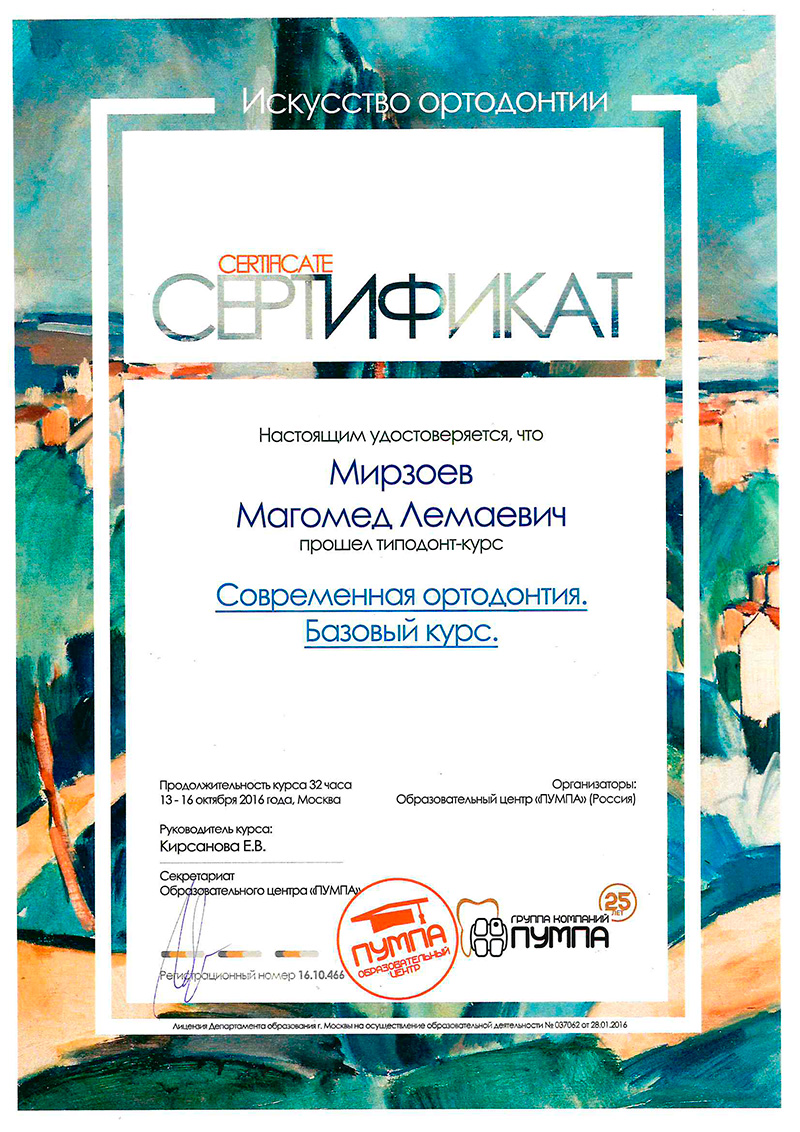 Искусство ортодонтии
CERTIFICATE
СЕРТИФИКАТ
Настоящим удостоверяется, что
Мирзоев
Магомед Лемаевич
прошел типодонт-курс
Современная ортодонтия.
Базовый курс.
Продолжительность курса 32 часа
13 - 16 октября 2016 года, Москва
Организаторы:
Образовательный центр «ПУМПА» (Россия)
Руководитель курса:
Кирсанова Е.В.
Секретариат
Образовательного центра «ПУМПА»
Регистрационный номер 16.10.466
ПУМПА
ОБРАЗОВАТЕЛЬНЫЙ
ЦЕНТР
25
ЛЕТ
ГРУППА КОМПАНИЙ
ПУМПА
Лицензия Департамента образования г. Москвы на осуществление образовательной деятельности № 037062 от 28.01.2016